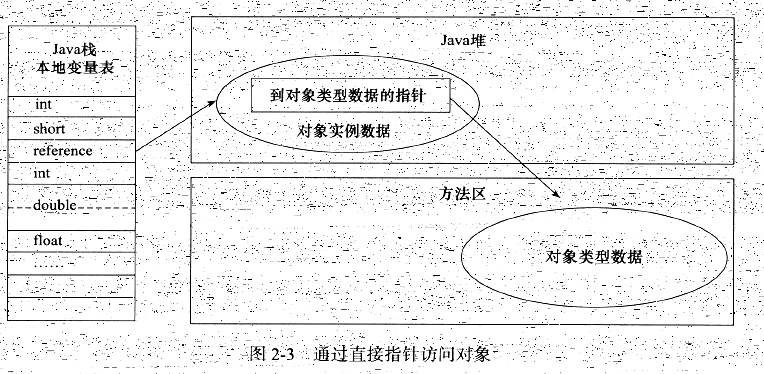 Java栈
本地变量表
int
short
reference
int
double
float
……
Java堆
到对象类型数据的指针
对象实例数据
方法区
对象类型数据
图 2-3 通过直接指针访问对象